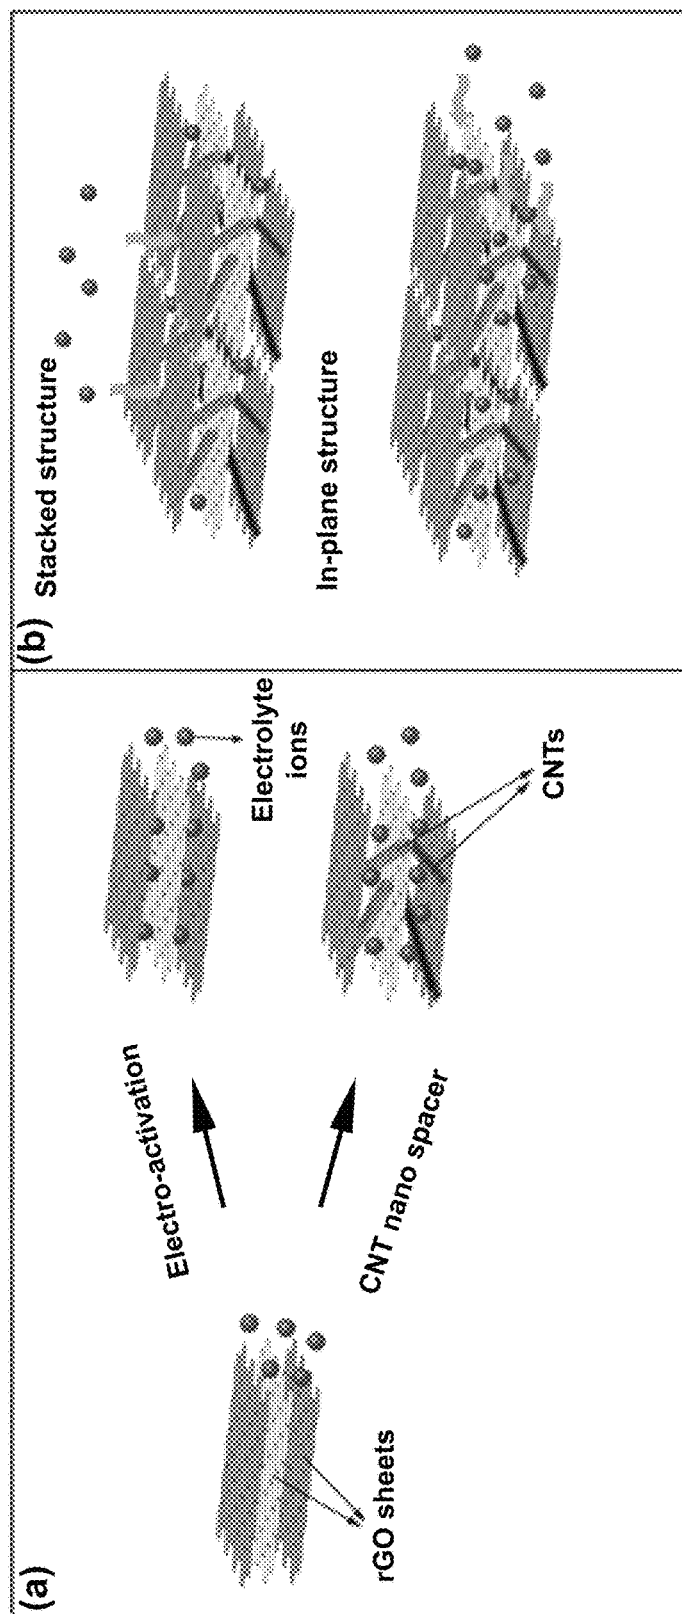 (a)
rGO sheets
Electro-activation
CNT nano spacer
Electrolyte
ions
CNTs
(b)
Stacked structure
In-plane structure